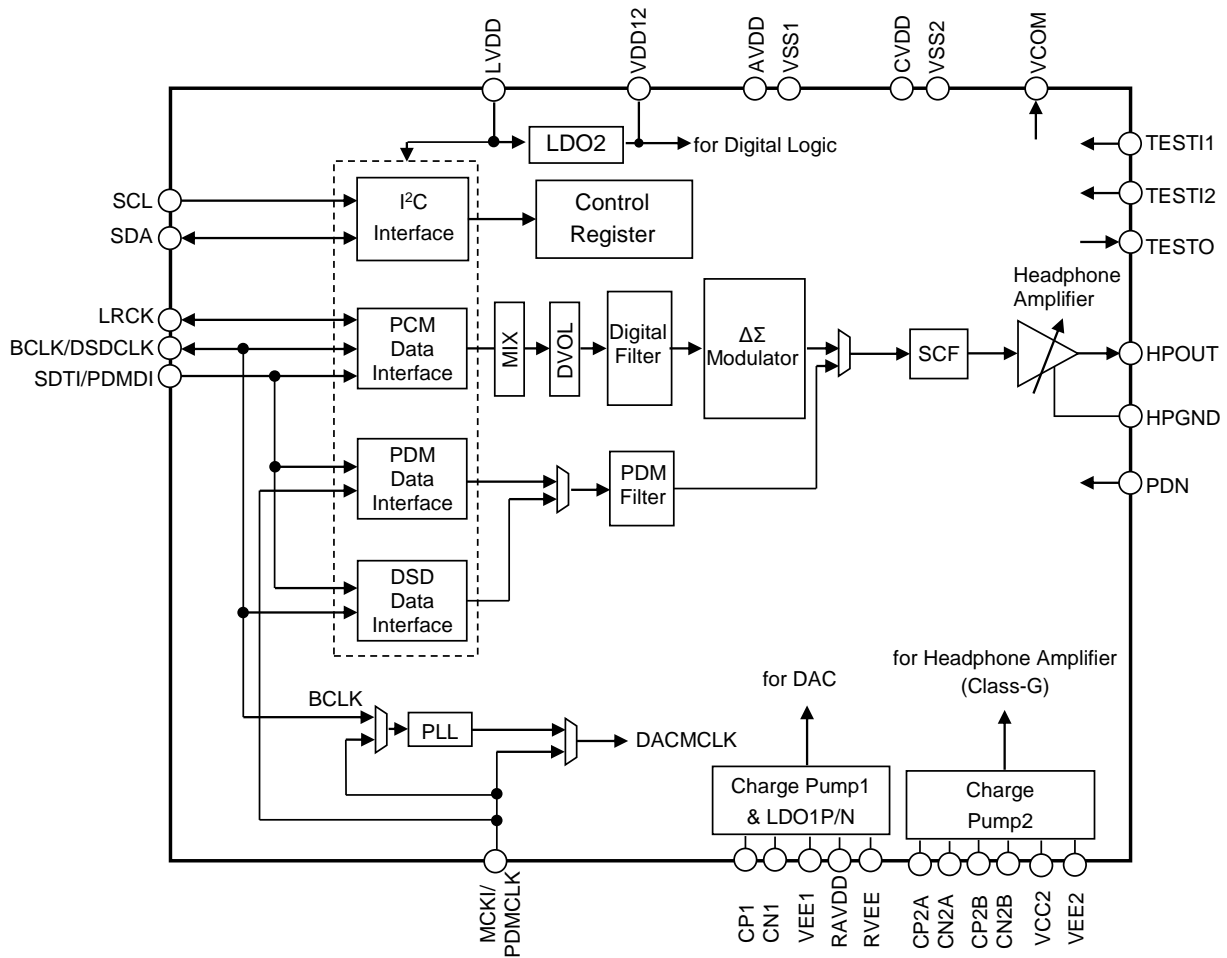 LVDD
VDD12
AVDD
VSS1
CVDD
VSS2
VCOM
LDO2
for Digital Logic
TESTI1
TESTI2
TESTO
SCL
SDA
I²C
Interface
Control
Register
LRCK
BCLK/DSDCLK
SDTI/PDMDI
PCM
Data
Interface
MIX
DVOL
Digital
Filter
ΔΣ
Modulator
SCF
Headphone
Amplifier
HPOUT
HPGND
PDN
PDM
Data
Interface
PDM
Filter
DSD
Data
Interface
BCLK
PLL
DACMCLK
for DAC
for Headphone Amplifier
(Class-G)
Charge Pump1
& LDO1P/N
Charge
Pump2
MCKI/
PDMCLK
CP1
CN1
VEE1
RAVDD
RVEE
CP2A
CN2A
CP2B
CN2B
VCC2
VEE2